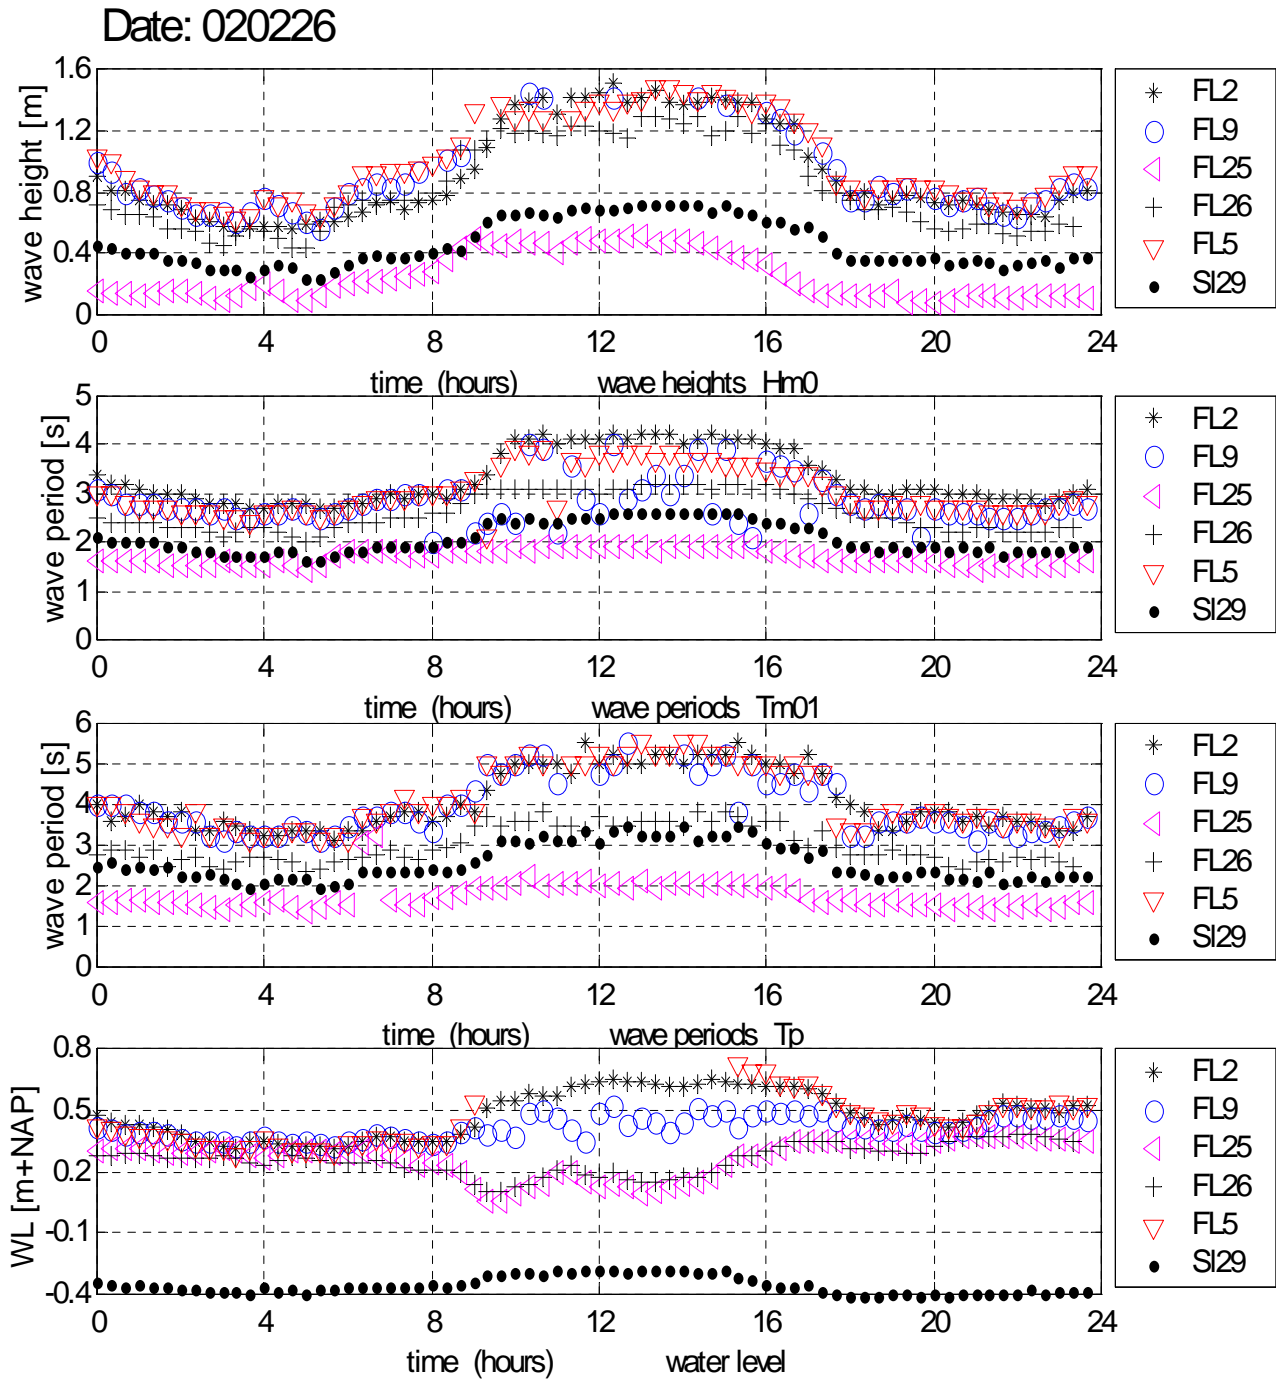 Date: 020226
wave height [m]
1.6
1.2
0.8
0.4
0
0 4 8 12 16 20 24
time (hours) wave heights Hm0
FL2
FL9
FL25
FL26
FL5
Sl29
wave period [s]
5
4
3
2
1
0
0 4 8 12 16 20 24
time (hours) wave periods Tm01
FL2
FL9
FL25
FL26
FL5
Sl29
wave period [s]
6
5
4
3
2
1
0
0 4 8 12 16 20 24
time (hours) wave periods Tp
FL2
FL9
FL25
FL26
FL5
Sl29
WL [m+NAP]
0.8
0.5
0.2
-0.1
-0.4
0 4 8 12 16 20 24
time (hours) water level
FL2
FL9
FL25
FL26
FL5
Sl29